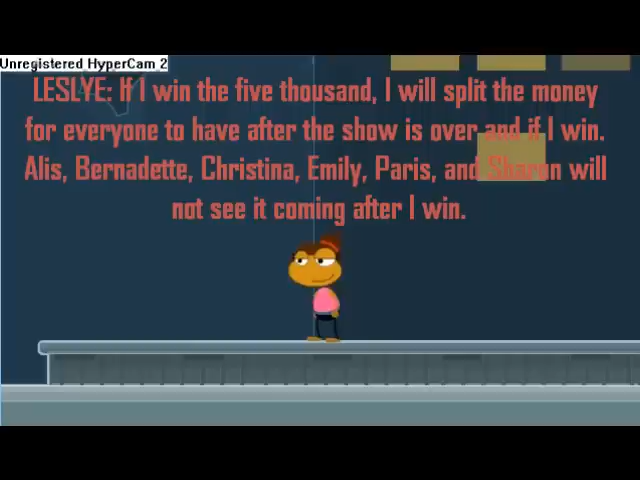 Unregistered HyperCam 2
LESLYE: If I win the five thousand, I will split the money
for everyone to have after the show is over and if I win.
Alis, Bernadette, Christina, Emily, Paris, and Sharon will
not see it coming after I win.